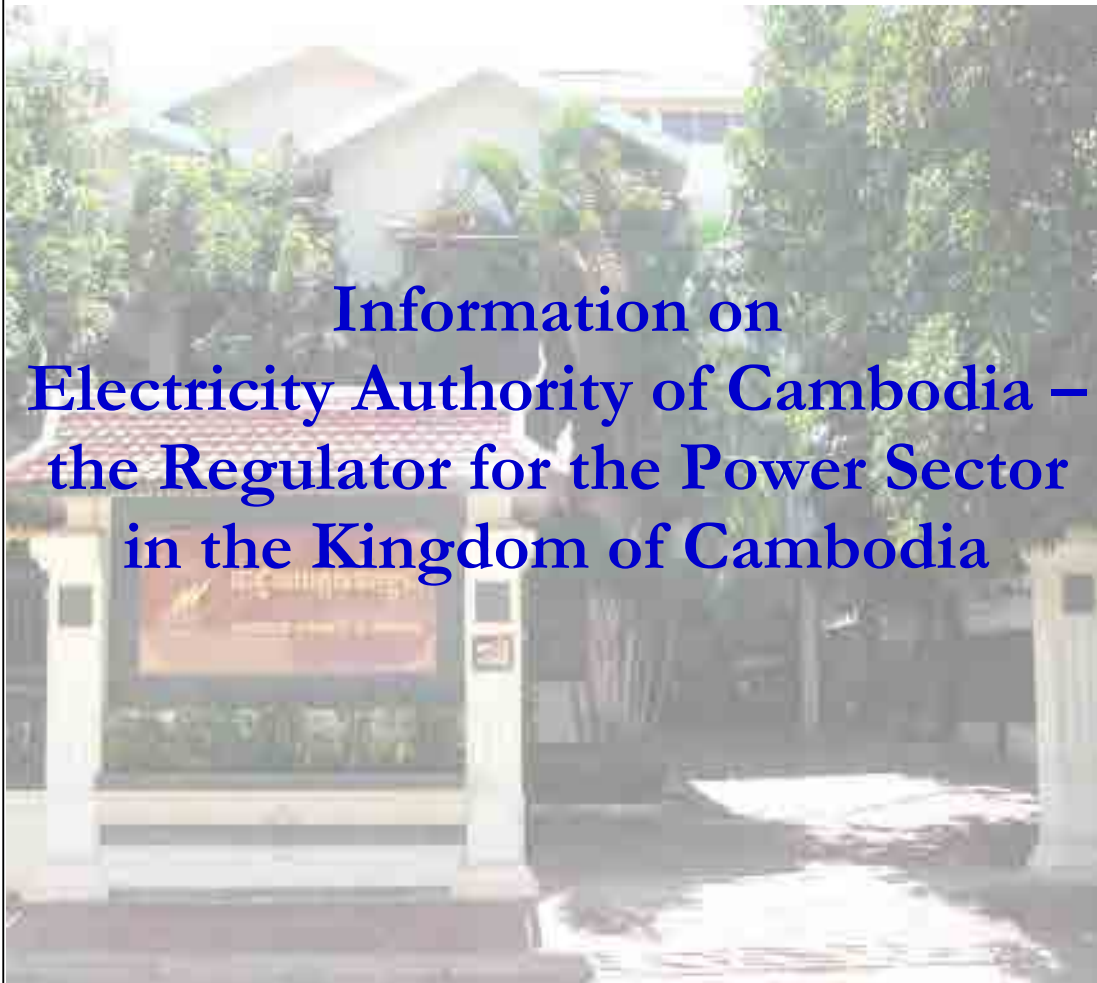 Information on
Electricity Authority of Cambodia –
the Regulator for the Power Sector
in the Kingdom of Cambodia